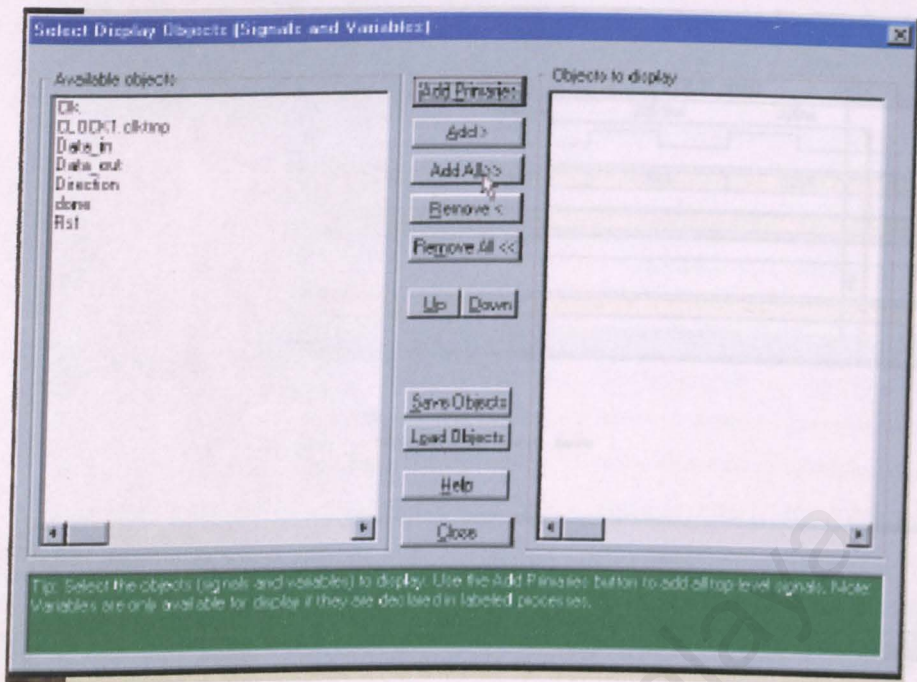 Select Display Objects (Signals and Variables)
Available objects
Clk
CLOCK1.clktmp
Data_in
Data_out
Direction
done
Rst
Add Primaries
Add >
Add All >>
Remove <
Remove All <<
Up Down
Save Objects
Load Objects
Help
Close
Objects to display
Tip: Select the objects (signals and variables) to display. Use the Add Primaries button to add all top level signals. Note:
Variables are only available for display if they are declared in labeled processes.
laya